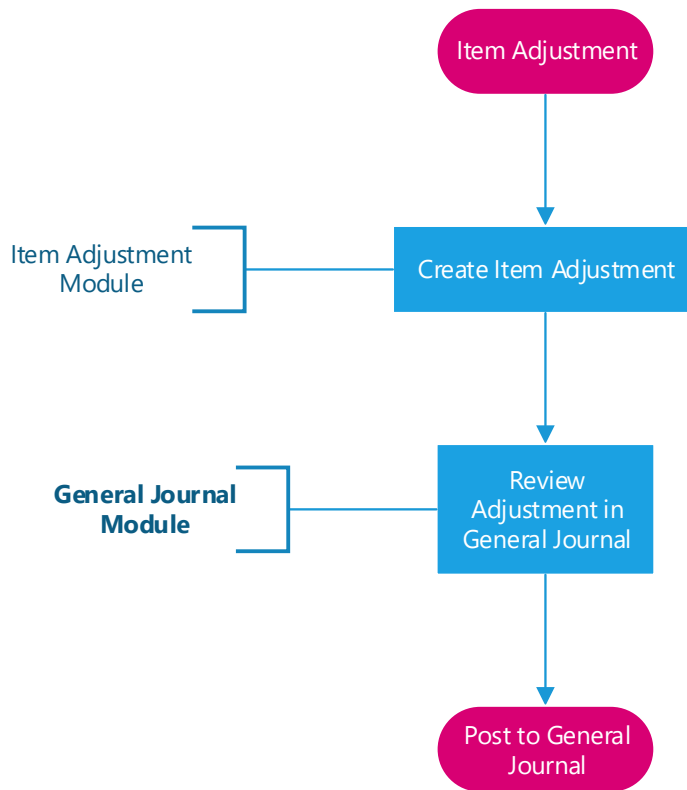 Item Adjustment
Item Adjustment
Module
Create Item Adjustment
General Journal
Module
Review
Adjustment in
General Journal
Post to General
Journal